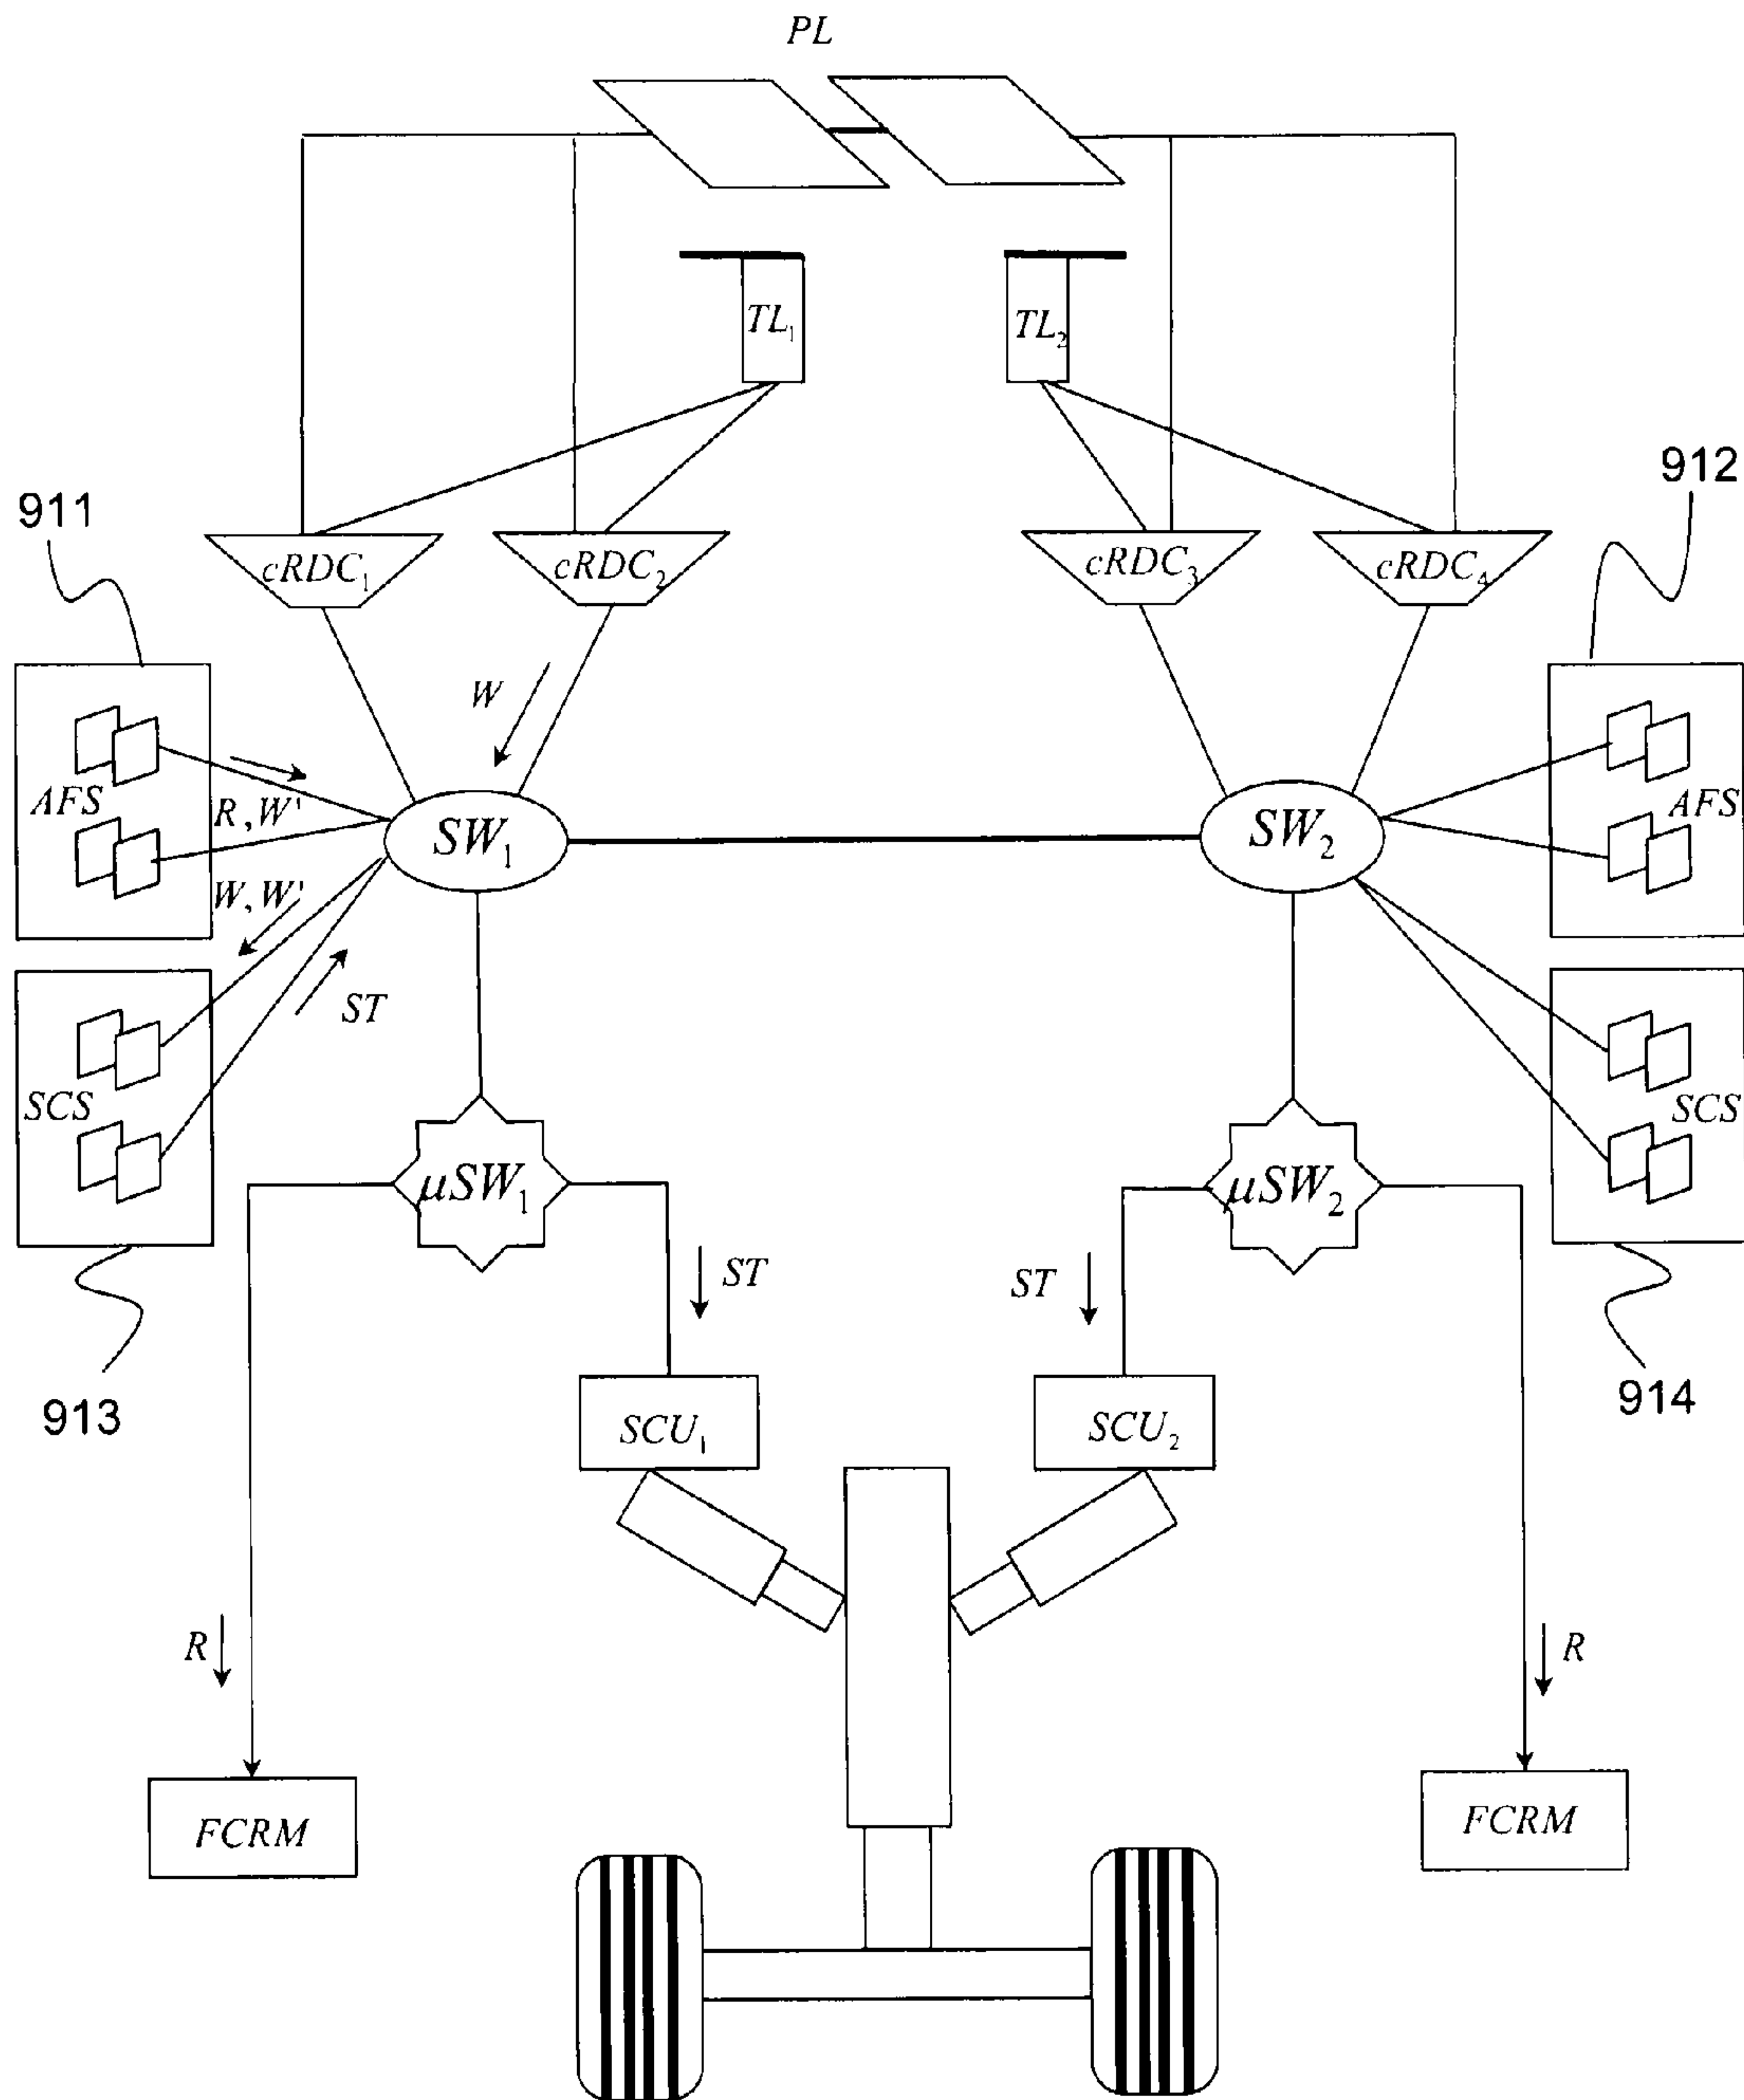 PL
TL₁
TL₂
912
911
cRDC₁
cRDC₂
cRDC₃
cRDC₄
W
AFS
R, W'
SW₁
SW₂
AFS
W, W'
ST
SCS
SCS
μSW₁
μSW₂
ST
ST
913
914
SCU₁
SCU₂
R
R
FCRM
FCRM